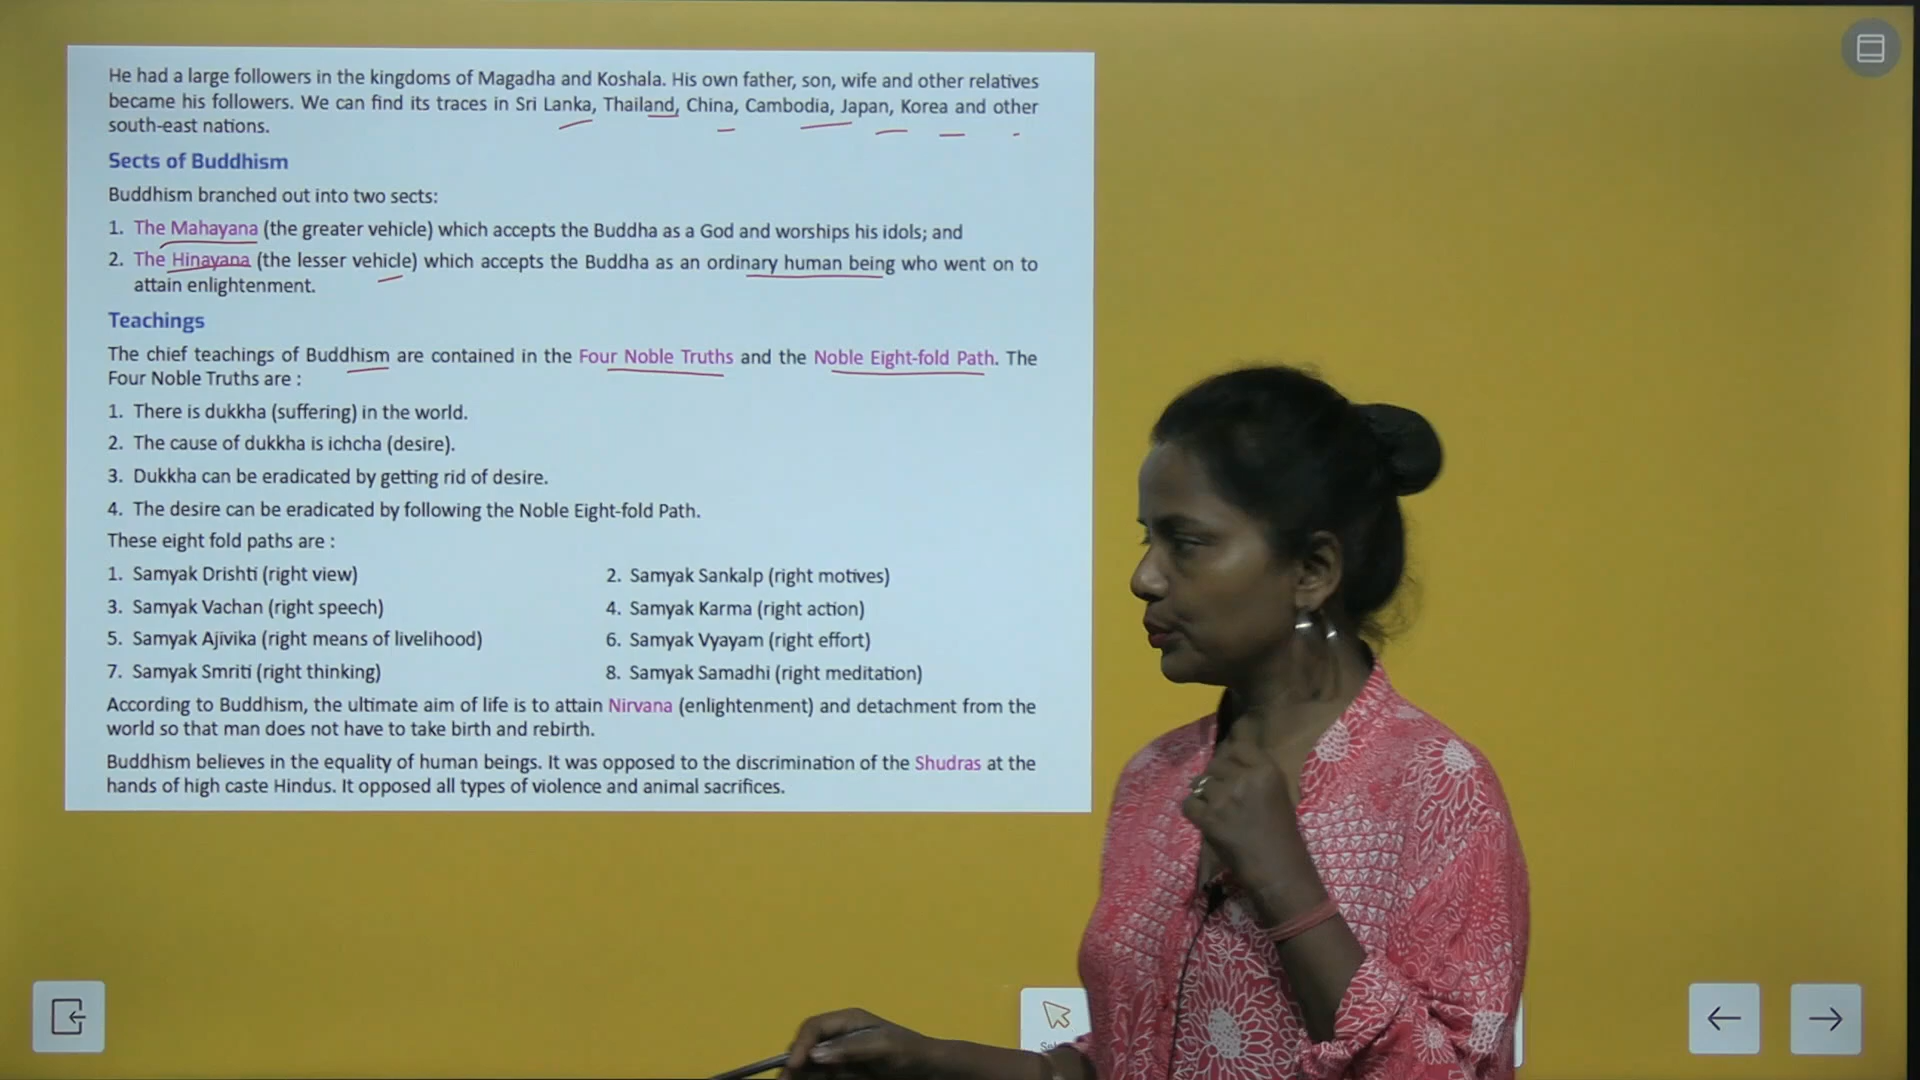 He had a large followers in the kingdoms of Magadha and Koshala. His own father, son, wife and other relatives
became his followers. We can find its traces in Sri Lanka, Thailand, China, Cambodia, Japan, Korea and other
south-east nations.
Sects of Buddhism
Buddhism branched out into two sects:
1. The Mahayana (the greater vehicle) which accepts the Buddha as a God and worships his idols; and
2. The Hinayana (the lesser vehicle) which accepts the Buddha as an ordinary human being who went on to
attain enlightenment.
Teachings
The chief teachings of Buddhism are contained in the Four Noble Truths and the Noble Eight-fold Path. The
Four Noble Truths are :
1. There is dukkha (suffering) in the world.
2. The cause of dukkha is ichcha (desire).
3. Dukkha can be eradicated by getting rid of desire.
4. The desire can be eradicated by following the Noble Eight-fold Path.
These eight fold paths are :
1. Samyak Drishti (right view) 2. Samyak Sankalp (right motives)
3. Samyak Vachan (right speech) 4. Samyak Karma (right action)
5. Samyak Ajivika (right means of livelihood) 6. Samyak Vyayam (right effort)
7. Samyak Smriti (right thinking) 8. Samyak Samadhi (right meditation)
According to Buddhism, the ultimate aim of life is to attain Nirvana (enlightenment) and detachment from the
world so that man does not have to take birth and rebirth.
Buddhism believes in the equality of human beings. It was opposed to the discrimination of the Shudras at the
hands of high caste Hindus. It opposed all types of violence and animal sacrifices.